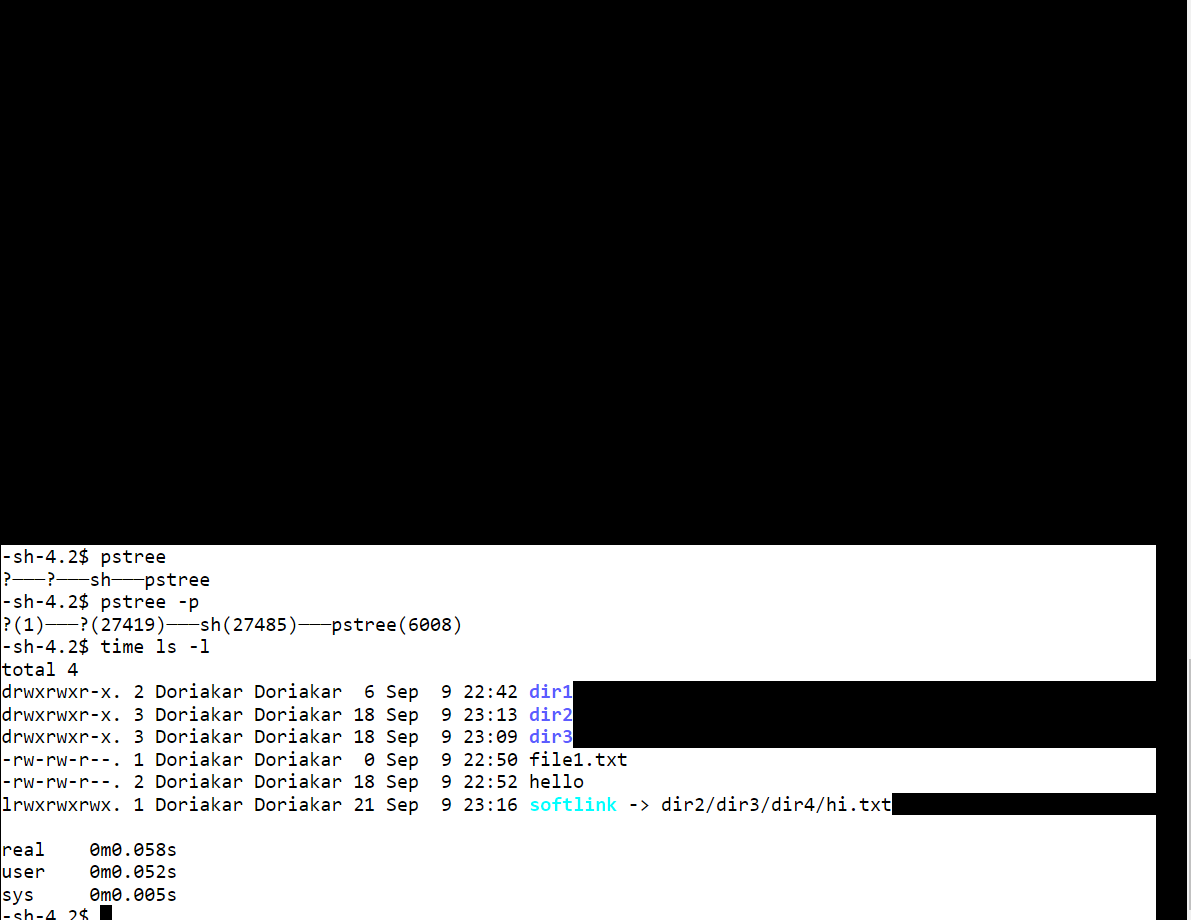 -sh-4.2$ pstree
?───?───sh───pstree
-sh-4.2$ pstree -p
?(1)───?(27419)───sh(27485)───pstree(6008)
-sh-4.2$ time ls -l
total 4
drwxrwxr-x. 2 Doriakar Doriakar  6 Sep  9 22:42 dir1
drwxrwxr-x. 3 Doriakar Doriakar 18 Sep  9 23:13 dir2
drwxrwxr-x. 3 Doriakar Doriakar 18 Sep  9 23:09 dir3
-rw-rw-r--. 1 Doriakar Doriakar  0 Sep  9 22:50 file1.txt
-rw-rw-r--. 2 Doriakar Doriakar 18 Sep  9 22:52 hello
lrwxrwxrwx. 1 Doriakar Doriakar 21 Sep  9 23:16 softlink -> dir2/dir3/dir4/hi.txt

real    0m0.058s
user    0m0.052s
sys     0m0.005s
-sh-4.2$